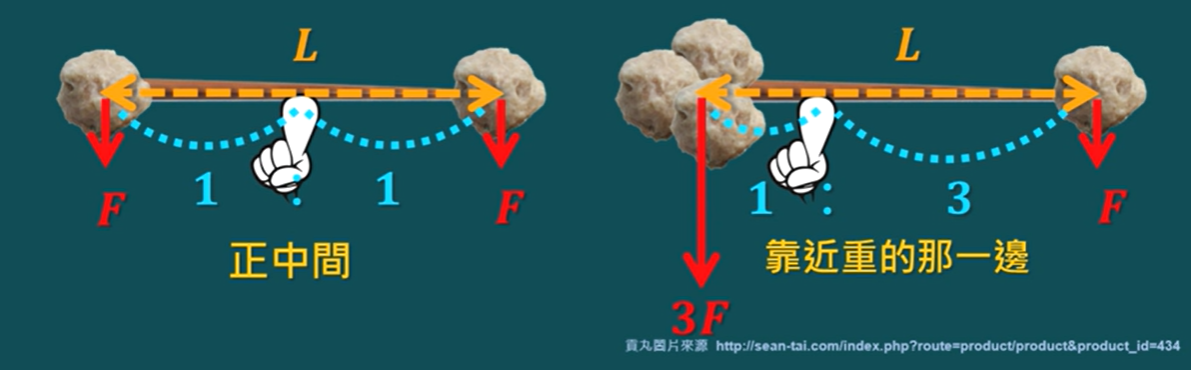 L
1 : 1
F
F
正中間
L
1 : 3
F
靠近重的那一邊
3F
貢丸圖片來源 http://sean-tai.com/index.php?route=product/product&product_id=434